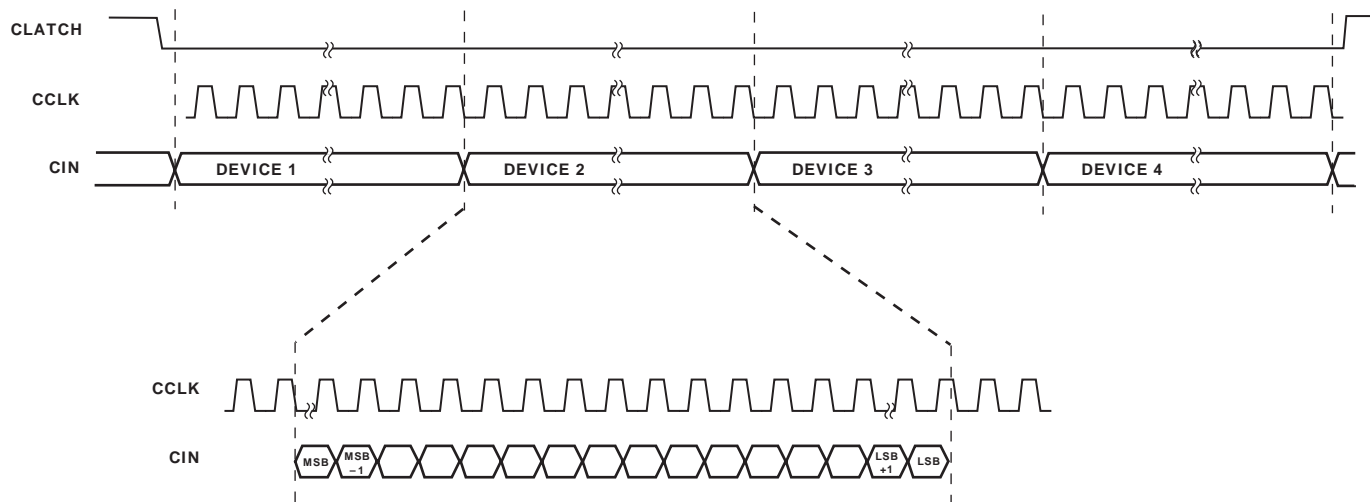 CLATCH
CCLK
CIN
DEVICE 1
DEVICE 2
DEVICE 3
DEVICE 4
CCLK
CIN
MSB
MSB
–1
LSB
+1
LSB